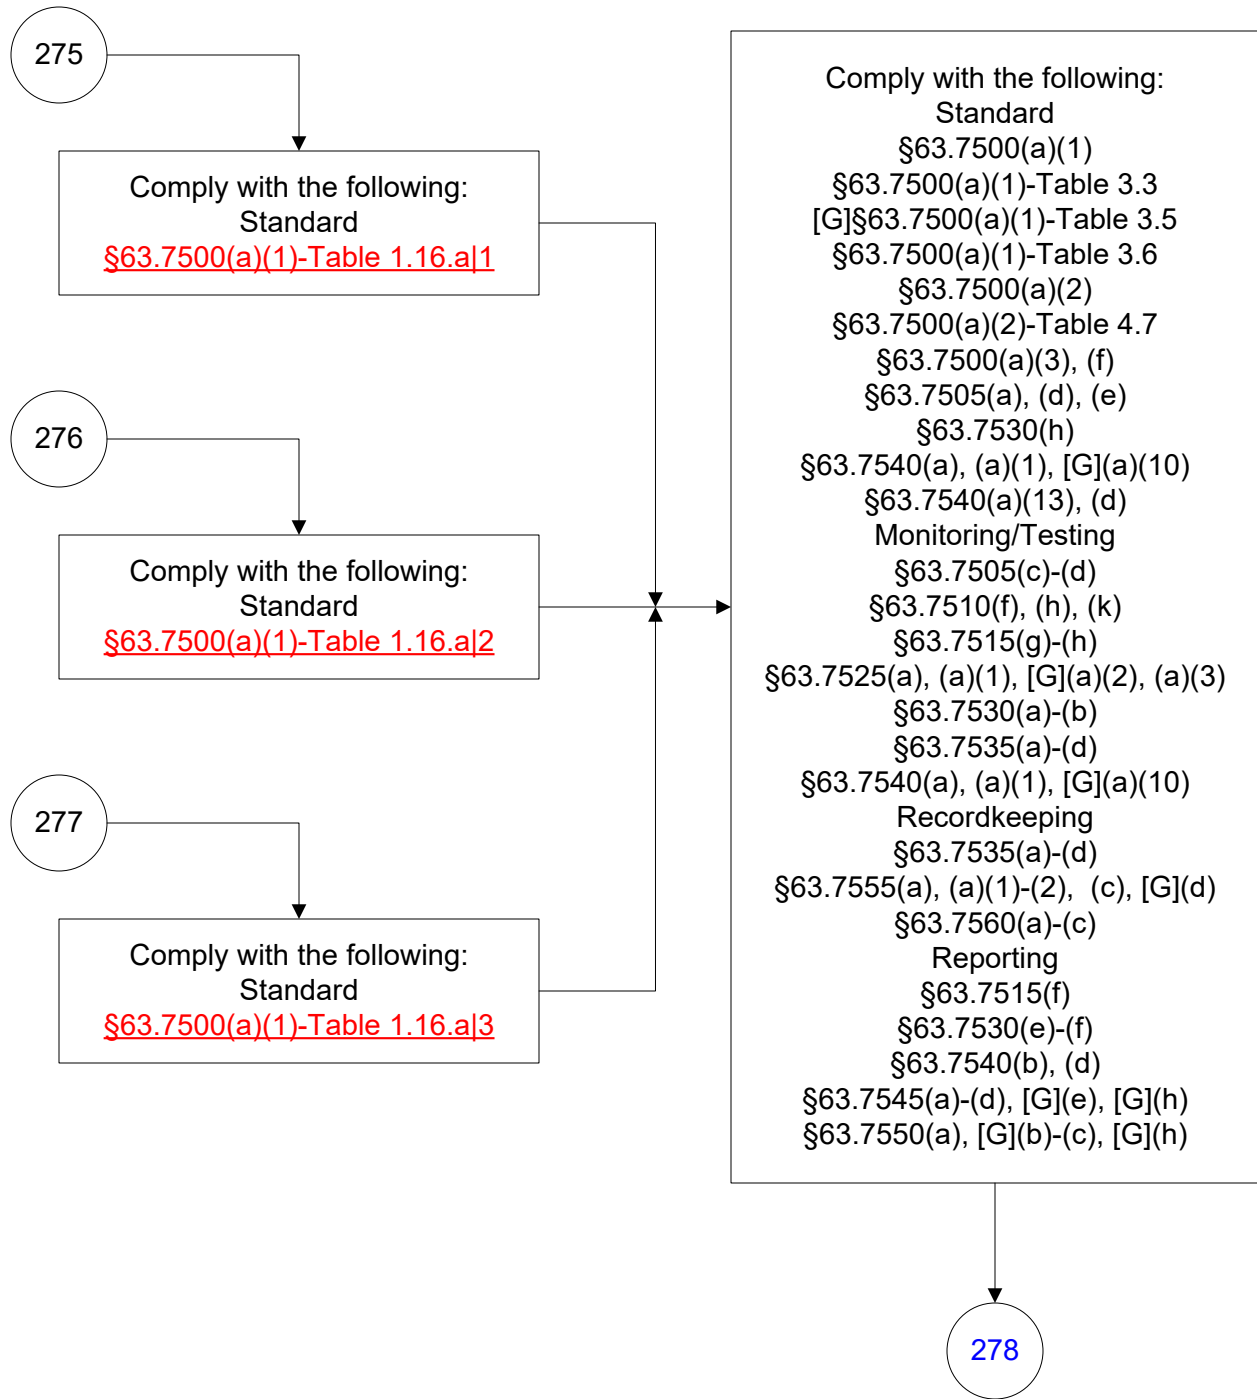 275
Comply with the following:
Standard
§63.7500(a)(1)-Table 1.16.a|1
276
Comply with the following:
Standard
§63.7500(a)(1)-Table 1.16.a|2
277
Comply with the following:
Standard
§63.7500(a)(1)-Table 1.16.a|3
Comply with the following:
Standard
§63.7500(a)(1)
§63.7500(a)(1)-Table 3.3
[G]§63.7500(a)(1)-Table 3.5
§63.7500(a)(1)-Table 3.6
§63.7500(a)(2)
§63.7500(a)(2)-Table 4.7
§63.7500(a)(3), (f)
§63.7505(a), (d), (e)
§63.7530(h)
§63.7540(a), (a)(1), [G](a)(10)
§63.7540(a)(13), (d)
Monitoring/Testing
§63.7505(c)-(d)
§63.7510(f), (h), (k)
§63.7515(g)-(h)
§63.7525(a), (a)(1), [G](a)(2), (a)(3)
§63.7530(a)-(b)
§63.7535(a)-(d)
§63.7540(a), (a)(1), [G](a)(10)
Recordkeeping
§63.7535(a)-(d)
§63.7555(a), (a)(1)-(2),  (c), [G](d)
§63.7560(a)-(c)
Reporting
§63.7515(f)
§63.7530(e)-(f)
§63.7540(b), (d)
§63.7545(a)-(d), [G](e), [G](h)
§63.7550(a), [G](b)-(c), [G](h)
278